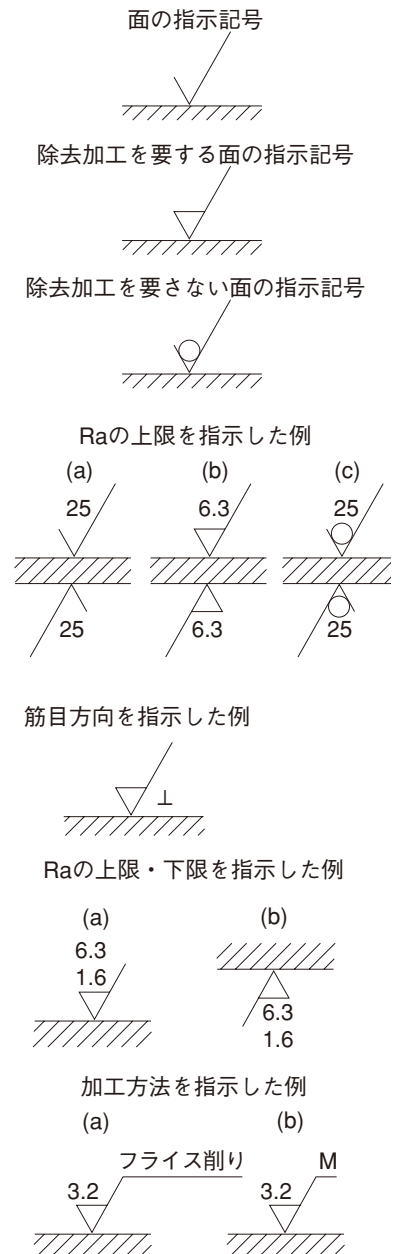 面の指示記号
除去加工を要する面の指示記号
除去加工を要さない面の指示記号
Raの上限を指示した例
(a) (b) (c)
25 6.3 25
25 6.3 25
筋目方向を指示した例
⊥
Raの上限・下限を指示した例
(a) (b)
6.3
1.6
6.3
1.6
加工方法を指示した例
(a) (b)
フライス削り M
3.2 3.2